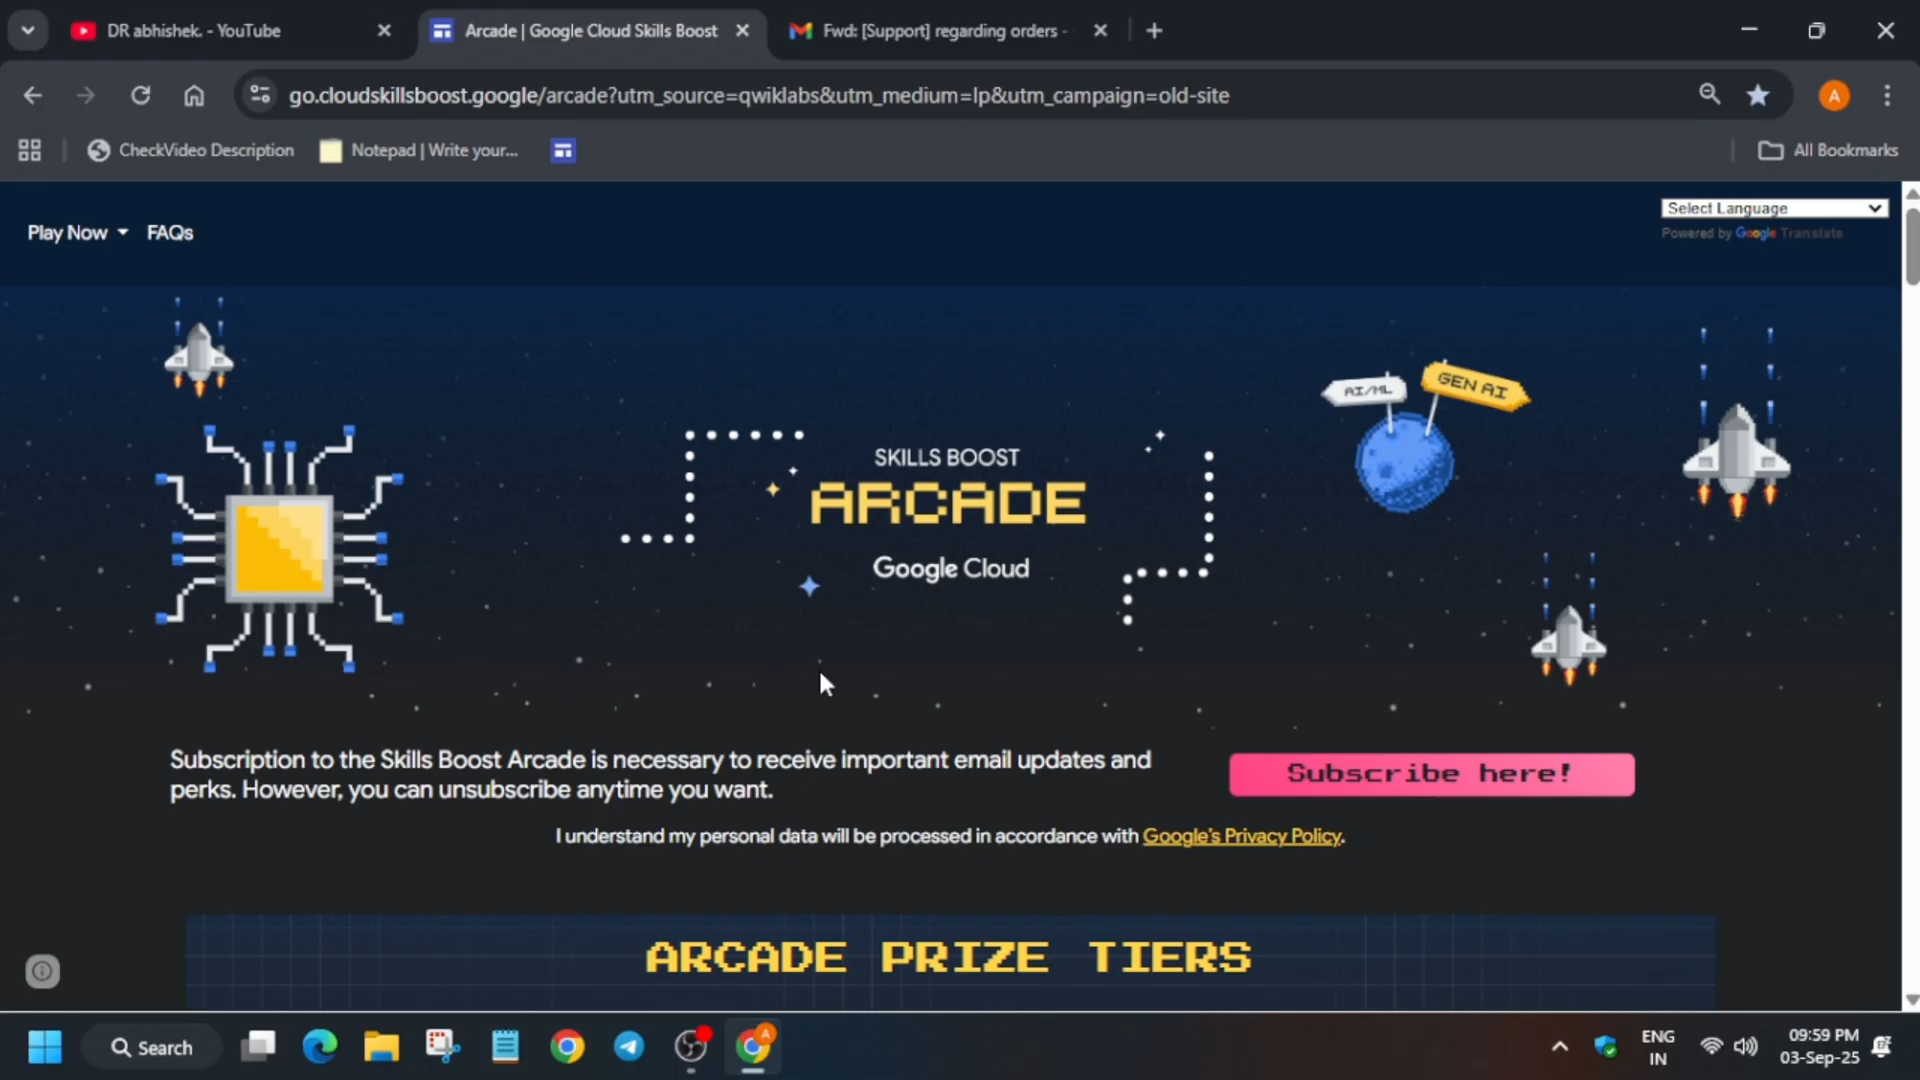 DR abhishek. - YouTube
Arcade | Google Cloud Skills Boost
Fwd: [Support] regarding orders -
go.cloudskillsboost.google/arcade?utm_source=qwiklabs&utm_medium=lp&utm_campaign=old-site
A
CheckVideo Description
Notepad | Write your...
All Bookmarks
Play Now
FAQs
Select Language
Powered by Google Translate
AI/ML
GEN AI
SKILLS BOOST
ARCADE
Google Cloud
Subscription to the Skills Boost Arcade is necessary to receive important email updates and
perks. However, you can unsubscribe anytime you want.
Subscribe here!
I understand my personal data will be processed in accordance with Google's Privacy Policy.
ARCADE PRIZE TIERS
Search
A
ENG
IN
09:59 PM
03-Sep-25